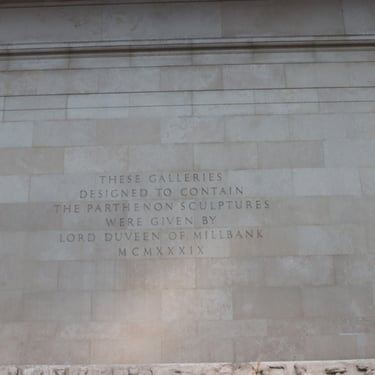 THESE GALLERIES
DESIGNED TO CONTAIN
THE PARTHENON SCULPTURES
WERE GIVEN BY
LORD DUVEEN OF MILLBANK
MCMXXXIX